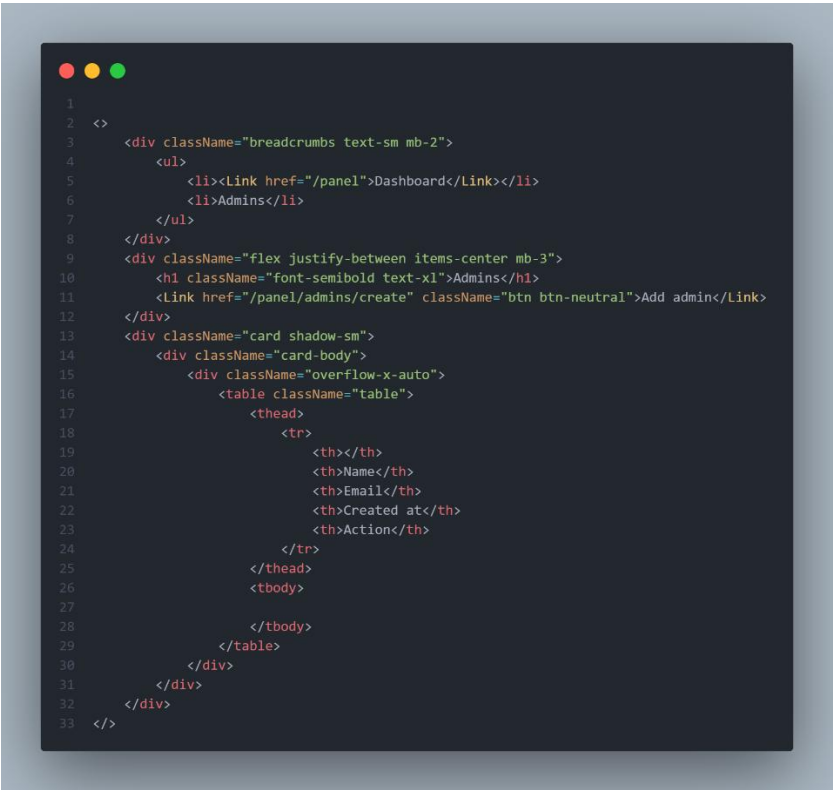 1
2 <>
3     <div className="breadcrumbs text-sm mb-2">
4         <ul>
5             <li><Link href="/panel">Dashboard</Link></li>
6             <li>Admins</li>
7         </ul>
8     </div>
9     <div className="flex justify-between items-center mb-3">
10         <h1 className="font-semibold text-xl">Admins</h1>
11         <Link href="/panel/admins/create" className="btn btn-neutral">Add admin</Link>
12     </div>
13     <div className="card shadow-sm">
14         <div className="card-body">
15             <div className="overflow-x-auto">
16                 <table className="table">
17                     <thead>
18                         <tr>
19                             <th></th>
20                             <th>Name</th>
21                             <th>Email</th>
22                             <th>Created at</th>
23                             <th>Action</th>
24                         </tr>
25                     </thead>
26                     <tbody>
27
28                     </tbody>
29                 </table>
30             </div>
31         </div>
32     </div>
33 </>